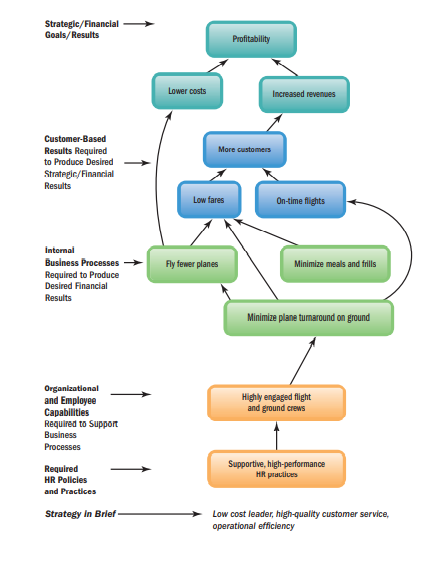 Strategic/Financial
Goals/Results
Profitability
Lower costs
Increased revenues
Customer-Based
Results Required
to Produce Desired
Strategic/Financial
Results
More customers
Low fares
On-time flights
Internal
Business Processes
Required to Produce
Desired Financial
Results
Fly fewer planes
Minimize meals and frills
Minimize plane turnaround on ground
Organizational
and Employee
Capabilities
Required to Support
Business
Processes
Highly engaged flight
and ground crews
Required
HR Policies
and Practices
Supportive, high-performance
HR practices
Strategy in Brief
Low cost leader, high-quality customer service,
operational efficiency